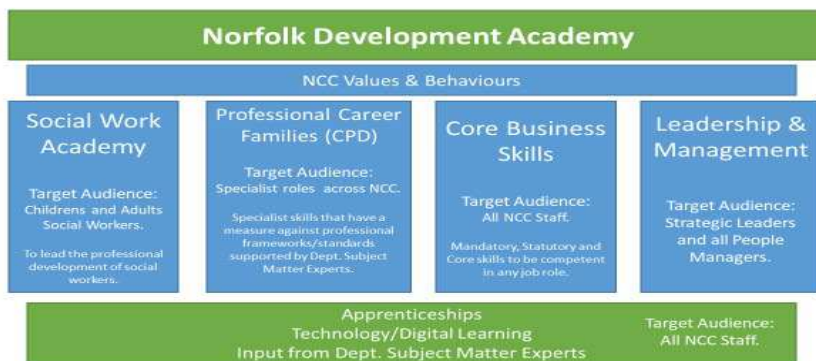 Norfolk Development Academy
NCC Values & Behaviours
Social Work
Academy
Target Audience:
Childrens and Adults
Social Workers.
To lead the professional
development of social
workers.
Professional Career
Families (CPD)
Target Audience:
Specialist roles across NCC.
Specialist skills that have a
measure against professional
frameworks/standards
supported by Dept. Subject
Matter Experts.
Core Business
Skills
Target Audience:
All NCC Staff.
Mandatory, Statutory and
Core skills to be competent
in any job role.
Leadership &
Management
Target Audience:
Strategic Leaders
and all People
Managers.
Apprenticeships
Technology/Digital Learning
Input from Dept. Subject Matter Experts
Target Audience:
All NCC Staff.